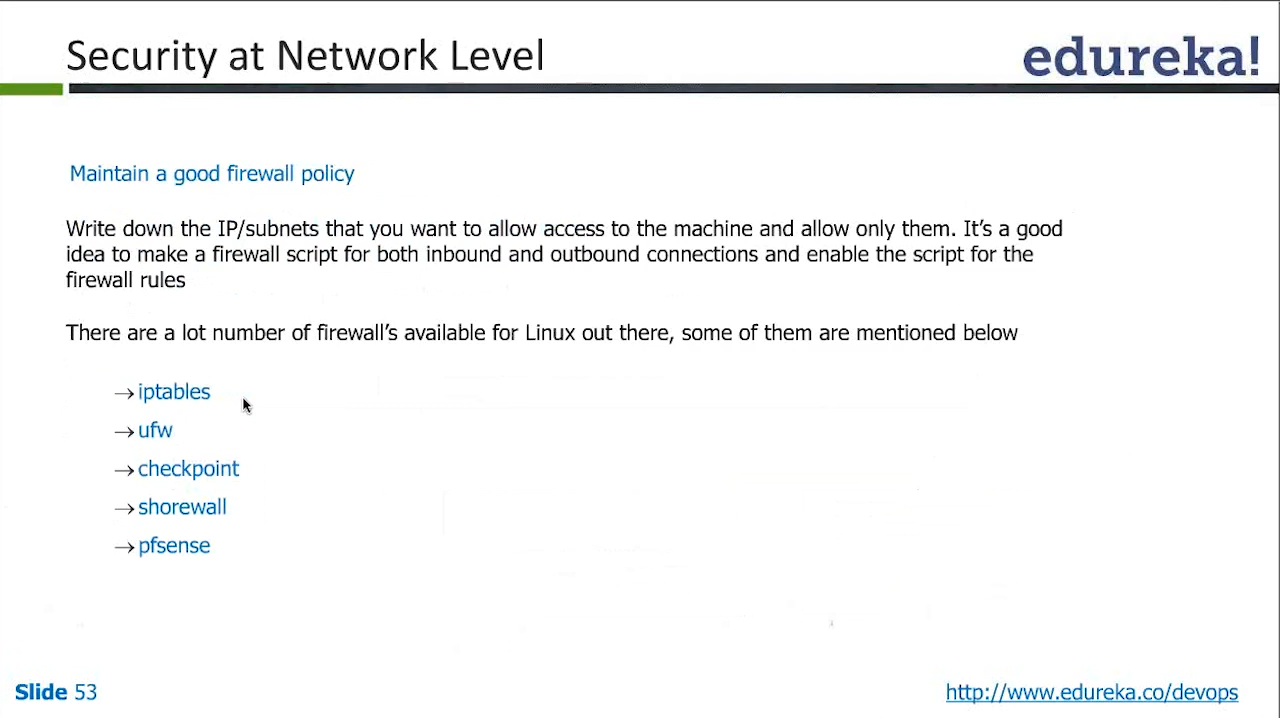 Security at Network Level
edureka!
Maintain a good firewall policy
Write down the IP/subnets that you want to allow access to the machine and allow only them. It’s a good
idea to make a firewall script for both inbound and outbound connections and enable the script for the
firewall rules
There are a lot number of firewall’s available for Linux out there, some of them are mentioned below
→iptables
→ufw
→checkpoint
→shorewall
→pfsense
Slide 53
http://www.edureka.co/devops